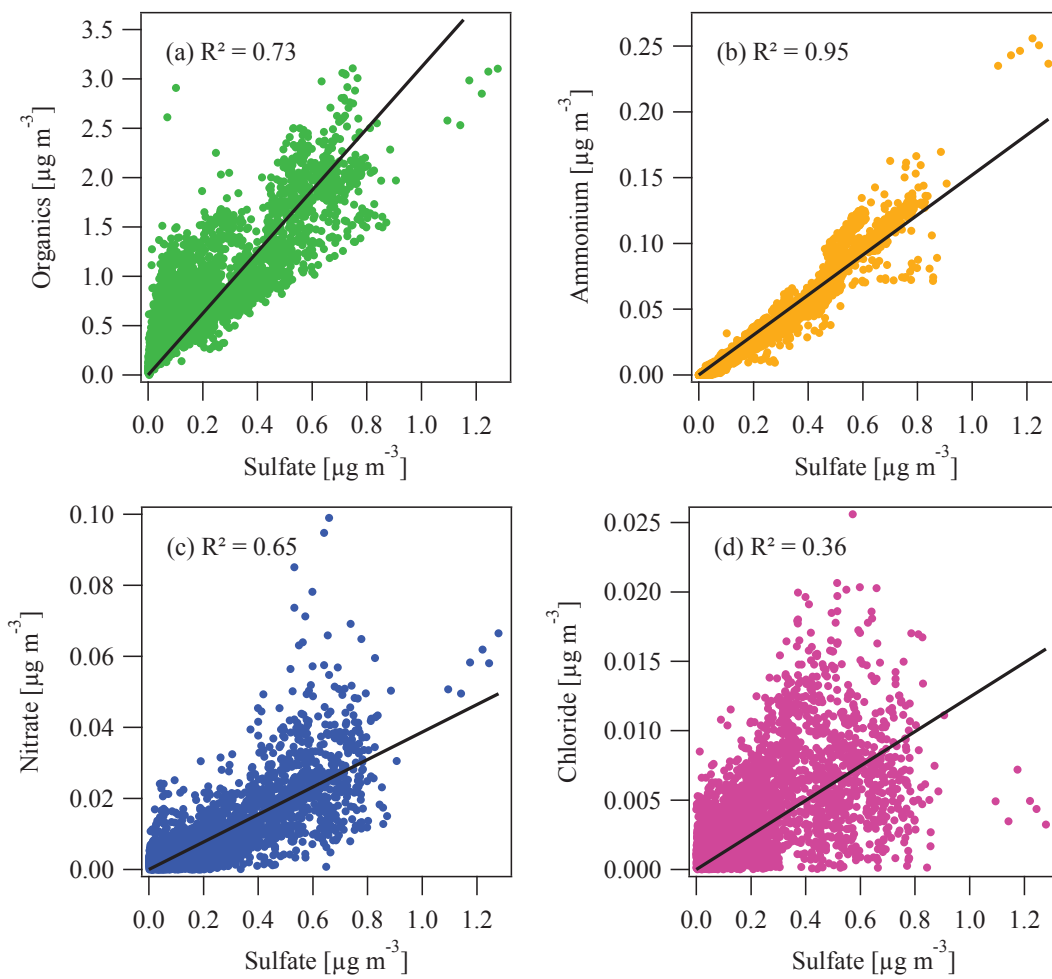 (a) R² = 0.73
Organics [µg m⁻³]
3.5
3.0
2.5
2.0
1.5
1.0
0.5
0.0
0.0 0.2 0.4 0.6 0.8 1.0 1.2
Sulfate [µg m⁻³]
(b) R² = 0.95
Ammonium [µg m⁻³]
0.25
0.20
0.15
0.10
0.05
0.00
0.0 0.2 0.4 0.6 0.8 1.0 1.2
Sulfate [µg m⁻³]
(c) R² = 0.65
Nitrate [µg m⁻³]
0.10
0.08
0.06
0.04
0.02
0.00
0.0 0.2 0.4 0.6 0.8 1.0 1.2
Sulfate [µg m⁻³]
(d) R² = 0.36
Chloride [µg m⁻³]
0.025
0.020
0.015
0.010
0.005
0.000
0.0 0.2 0.4 0.6 0.8 1.0 1.2
Sulfate [µg m⁻³]